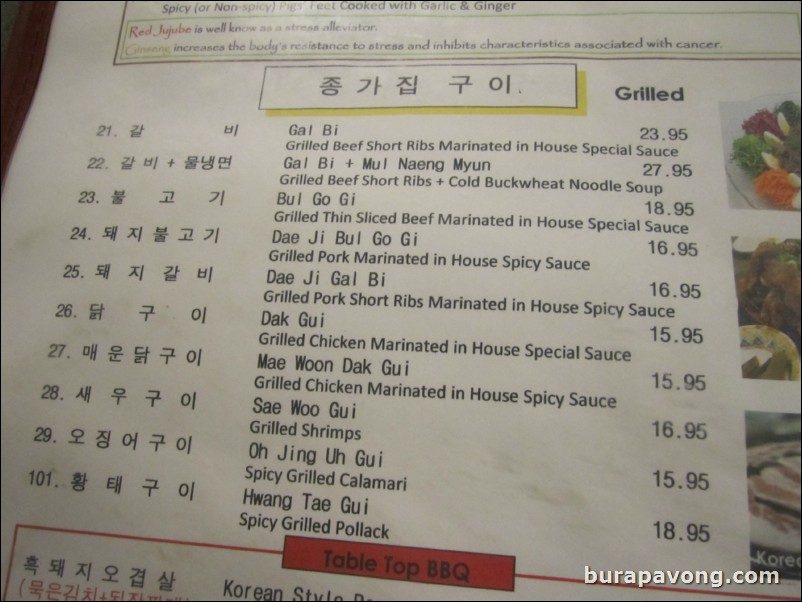 Spicy (or Non-spicy) Pigs' Feet Cooked with Garlic & Ginger
Red Jujube is well know as a stress alleviator.
Ginseng increases the body's resistance to stress and inhibits characteristics associated with cancer.
종가집 구이. Grilled
21. 갈 비 Gal Bi 23.95
Grilled Beef Short Ribs Marinated in House Special Sauce
22. 갈비+물냉면 Gal Bi + Mul Naeng Myun 27.95
Grilled Beef Short Ribs + Cold Buckwheat Noodle Soup
23. 불 고 기 Bul Go Gi 18.95
Grilled Thin Sliced Beef Marinated in House Special Sauce
24. 돼지불고기 Dae Ji Bul Go Gi 16.95
Grilled Pork Marinated in House Spicy Sauce
25. 돼 지 갈 비 Dae Ji Gal Bi 16.95
Grilled Pork Short Ribs Marinated in House Spicy Sauce
26. 닭 구 이 Dak Gui 15.95
Grilled Chicken Marinated in House Special Sauce
27. 매운닭구이 Mae Woon Dak Gui 15.95
Grilled Chicken Marinated in House Spicy Sauce
28. 새 우 구 이 Sae Woo Gui 16.95
Grilled Shrimps
29. 오징어구이 Oh Jing Uh Gui 15.95
Spicy Grilled Calamari
101. 황 태 구 이 Hwang Tae Gui 18.95
Spicy Grilled Pollack
Table Top BBQ
흑돼지오겹살 Korean Style
Korea
burapavong.com